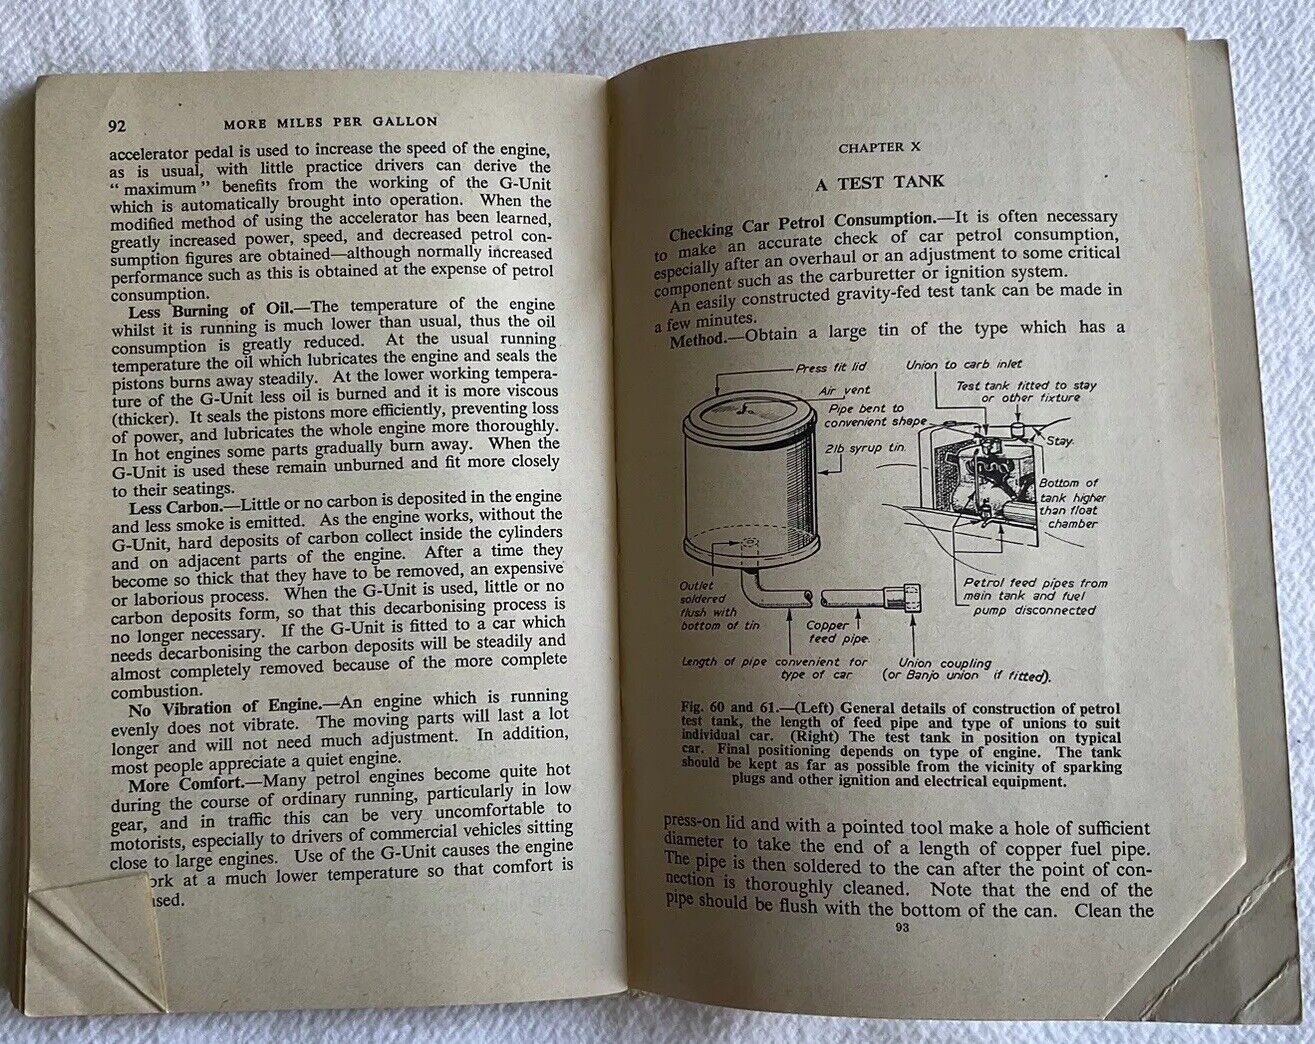 92 MORE MILES PER GALLON
accelerator pedal is used to increase the speed of the engine,
as is usual, with little practice drivers can derive the
"maximum" benefits from the working of the G-Unit
which is automatically brought into operation. When the
modified method of using the accelerator has been learned,
greatly increased power, speed, and decreased petrol con-
sumption figures are obtained—although normally increased
performance such as this is obtained at the expense of petrol
consumption.
Less Burning of Oil.—The temperature of the engine
whilst it is running is much lower than usual, thus the oil
consumption is greatly reduced. At the usual running
temperature the oil which lubricates the engine and seals the
pistons burns away steadily. At the lower working tempera-
ture of the G-Unit less oil is burned and it is more viscous
(thicker). It seals the pistons more efficiently, preventing loss
of power, and lubricates the whole engine more thoroughly.
In hot engines some parts gradually burn away. When the
G-Unit is used these remain unburned and fit more closely
to their seatings.
Less Carbon.—Little or no carbon is deposited in the engine
and less smoke is emitted. As the engine works, without the
G-Unit, hard deposits of carbon collect inside the cylinders
and on adjacent parts of the engine. After a time they
become so thick that they have to be removed, an expensive
or laborious process. When the G-Unit is used, little or no
carbon deposits form, so that this decarbonising process is
no longer necessary. If the G-Unit is fitted to a car which
needs decarbonising the carbon deposits will be steadily and
almost completely removed because of the more complete
combustion.
No Vibration of Engine.—An engine which is running
evenly does not vibrate. The moving parts will last a lot
longer and will not need much adjustment. In addition,
most people appreciate a quiet engine.
More Comfort.—Many petrol engines become quite hot
during the course of ordinary running, particularly in low
gear, and in traffic this can be very uncomfortable to
motorists, especially to drivers of commercial vehicles sitting
close to large engines. Use of the G-Unit causes the engine
ork at a much lower temperature so that comfort is
ased.
CHAPTER X
A TEST TANK
Checking Car Petrol Consumption.—It is often necessary
to make an accurate check of car petrol consumption,
especially after an overhaul or an adjustment to some critical
component such as the carburetter or ignition system.
An easily constructed gravity-fed test tank can be made in
a few minutes.
Method.—Obtain a large tin of the type which has a
Press fit lid
Air vent
Pipe bent to
convenient shape
2lb syrup tin
Union to carb inlet
Test tank fitted to stay
or other fixture
Stay
Bottom of
tank higher
than float
chamber
Outlet
soldered
flush with
bottom of tin
Copper
feed pipe
Petrol feed pipes from
main tank and fuel
pump disconnected
Length of pipe convenient for
type of car
Union coupling
(or Banjo union if fitted).
Fig. 60 and 61.—(Left) General details of construction of petrol
test tank, the length of feed pipe and type of unions to suit
individual car. (Right) The test tank in position on typical
car. Final positioning depends on type of engine. The tank
should be kept as far as possible from the vicinity of sparking
plugs and other ignition and electrical equipment.
press-on lid and with a pointed tool make a hole of sufficient
diameter to take the end of a length of copper fuel pipe.
The pipe is then soldered to the can after the point of con-
nection is thoroughly cleaned. Note that the end of the
pipe should be flush with the bottom of the can. Clean the
93